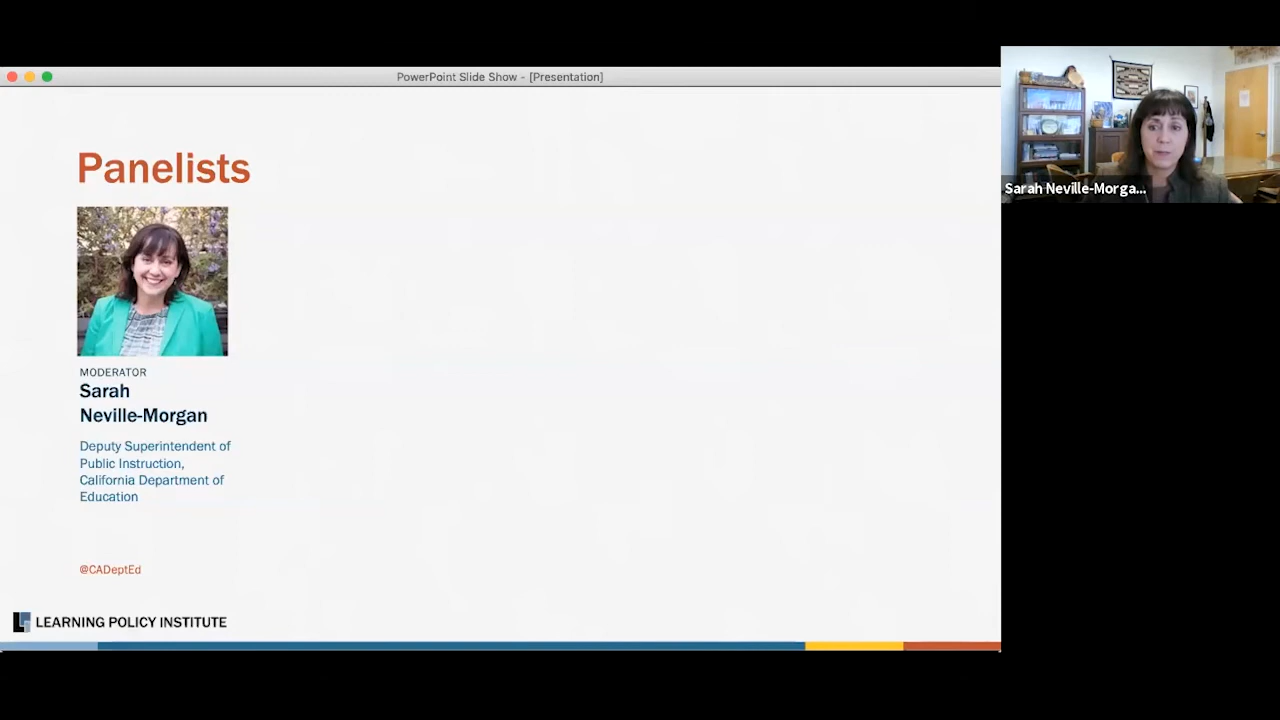 PowerPoint Slide Show - [Presentation]
Panelists
MODERATOR
Sarah
Neville-Morgan
Deputy Superintendent of
Public Instruction,
California Department of
Education
@CADeptEd
LEARNING POLICY INSTITUTE
Sarah Neville-Morga...